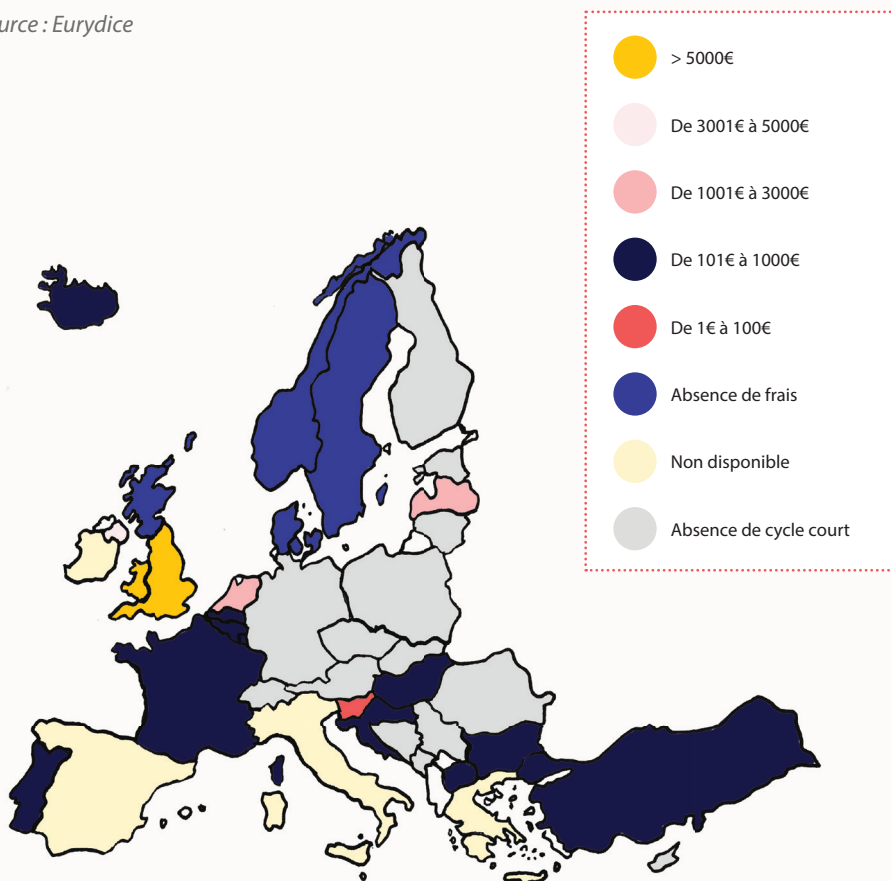 urce : Eurydice
> 5000€
De 3001€ à 5000€
De 1001€ à 3000€
De 101€ à 1000€
De 1€ à 100€
Absence de frais
Non disponible
Absence de cycle court